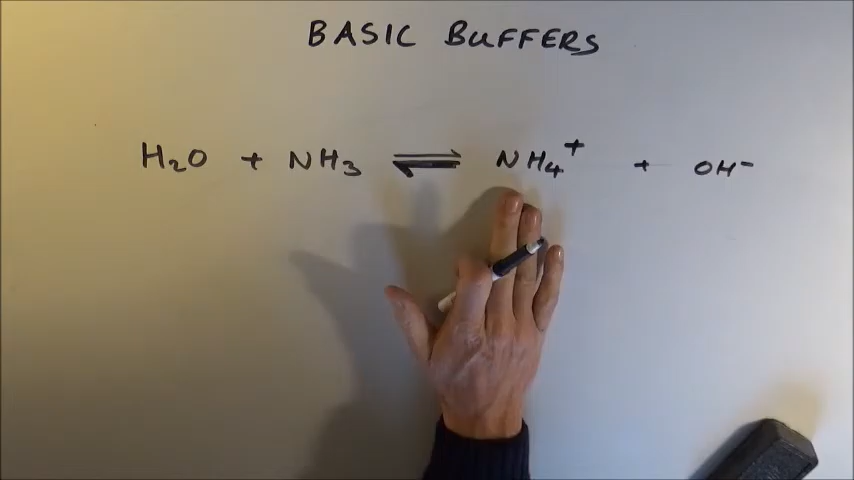 BASIC BUFFERS
H₂O + NH₃ ⇌ NH₄⁺ + OH⁻